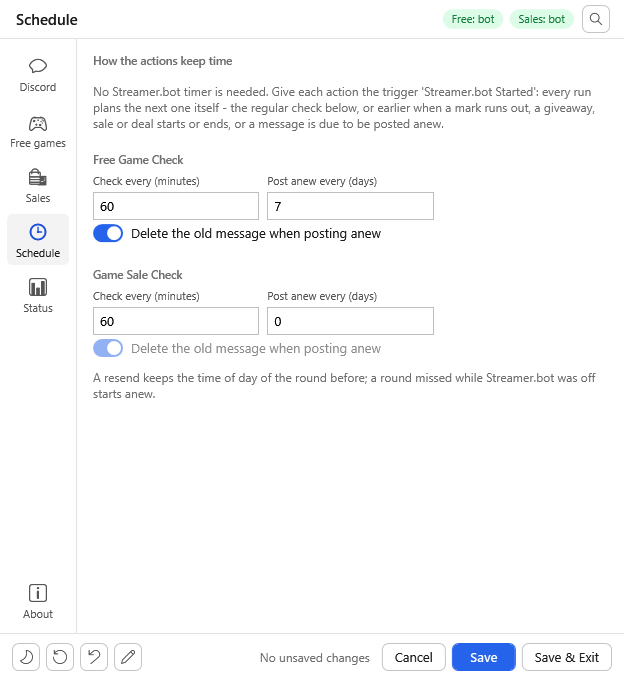 Schedule
Free: bot
Sales: bot
Discord
Free games
Sales
Schedule
Status
About
How the actions keep time
No Streamer.bot timer is needed. Give each action the trigger 'Streamer.bot Started': every run
plans the next one itself - the regular check below, or earlier when a mark runs out, a giveaway,
sale or deal starts or ends, or a message is due to be posted anew.
Free Game Check
Check every (minutes)
Post anew every (days)
60
7
Delete the old message when posting anew
Game Sale Check
Check every (minutes)
Post anew every (days)
60
0
Delete the old message when posting anew
A resend keeps the time of day of the round before; a round missed while Streamer.bot was off
starts anew.
No unsaved changes
Cancel
Save
Save & Exit